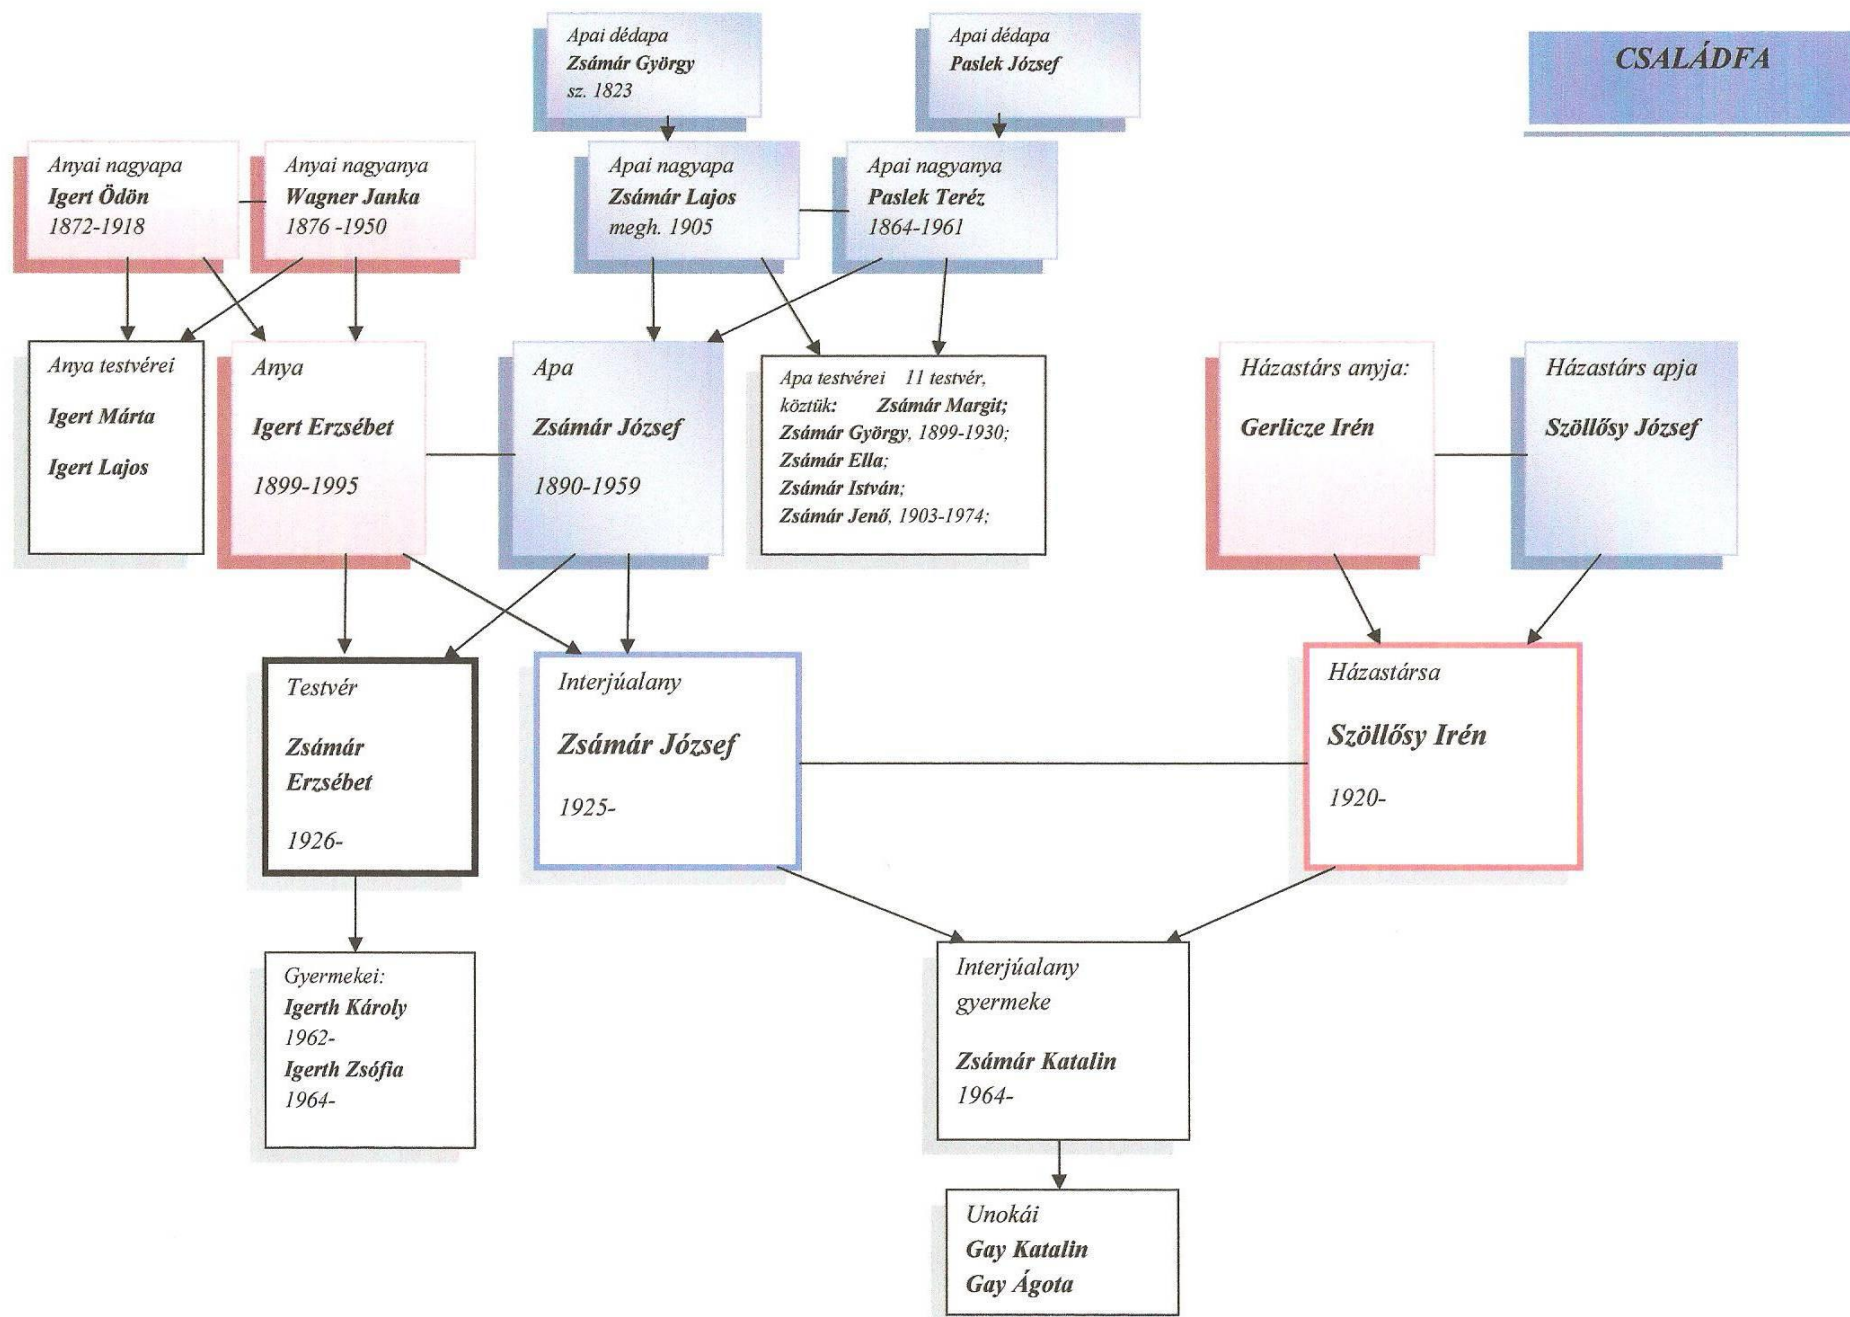 CSALÁDFA
Apai dédapa
Zsámár György
sz. 1823
Apai dédapa
Paslek József
Anyai nagyapa
Igert Ödön
1872-1918
Anyai nagyanya
Wagner Janka
1876 -1950
Apai nagyapa
Zsámár Lajos
megh. 1905
Apai nagyanya
Paslek Teréz
1864-1961
Anya testvérei
Igert Márta
Igert Lajos
Anya
Igert Erzsébet
1899-1995
Apa
Zsámár József
1890-1959
Apa testvérei 11 testvér,
köztük: Zsámár Margit;
Zsámár György, 1899-1930;
Zsámár Ella;
Zsámár István;
Zsámár Jenő, 1903-1974;
Házastárs anyja:
Gerlicze Irén
Házastárs apja
Szöllősy József
Testvér
Zsámár
Erzsébet
1926-
Interjúalany
Zsámár József
1925-
Házastársa
Szöllősy Irén
1920-
Gyermekei:
Igerth Károly
1962-
Igerth Zsófia
1964-
Interjúalany
gyermeke
Zsámár Katalin
1964-
Unokái
Gay Katalin
Gay Ágota